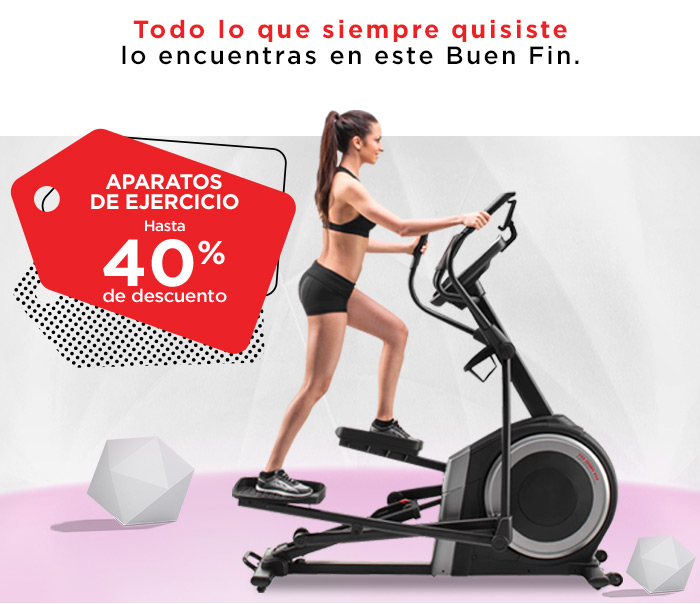 Todo lo que siempre quisiste
lo encuentras en este Buen Fin.
APARATOS
DE EJERCICIO
Hasta
40%
de descuento